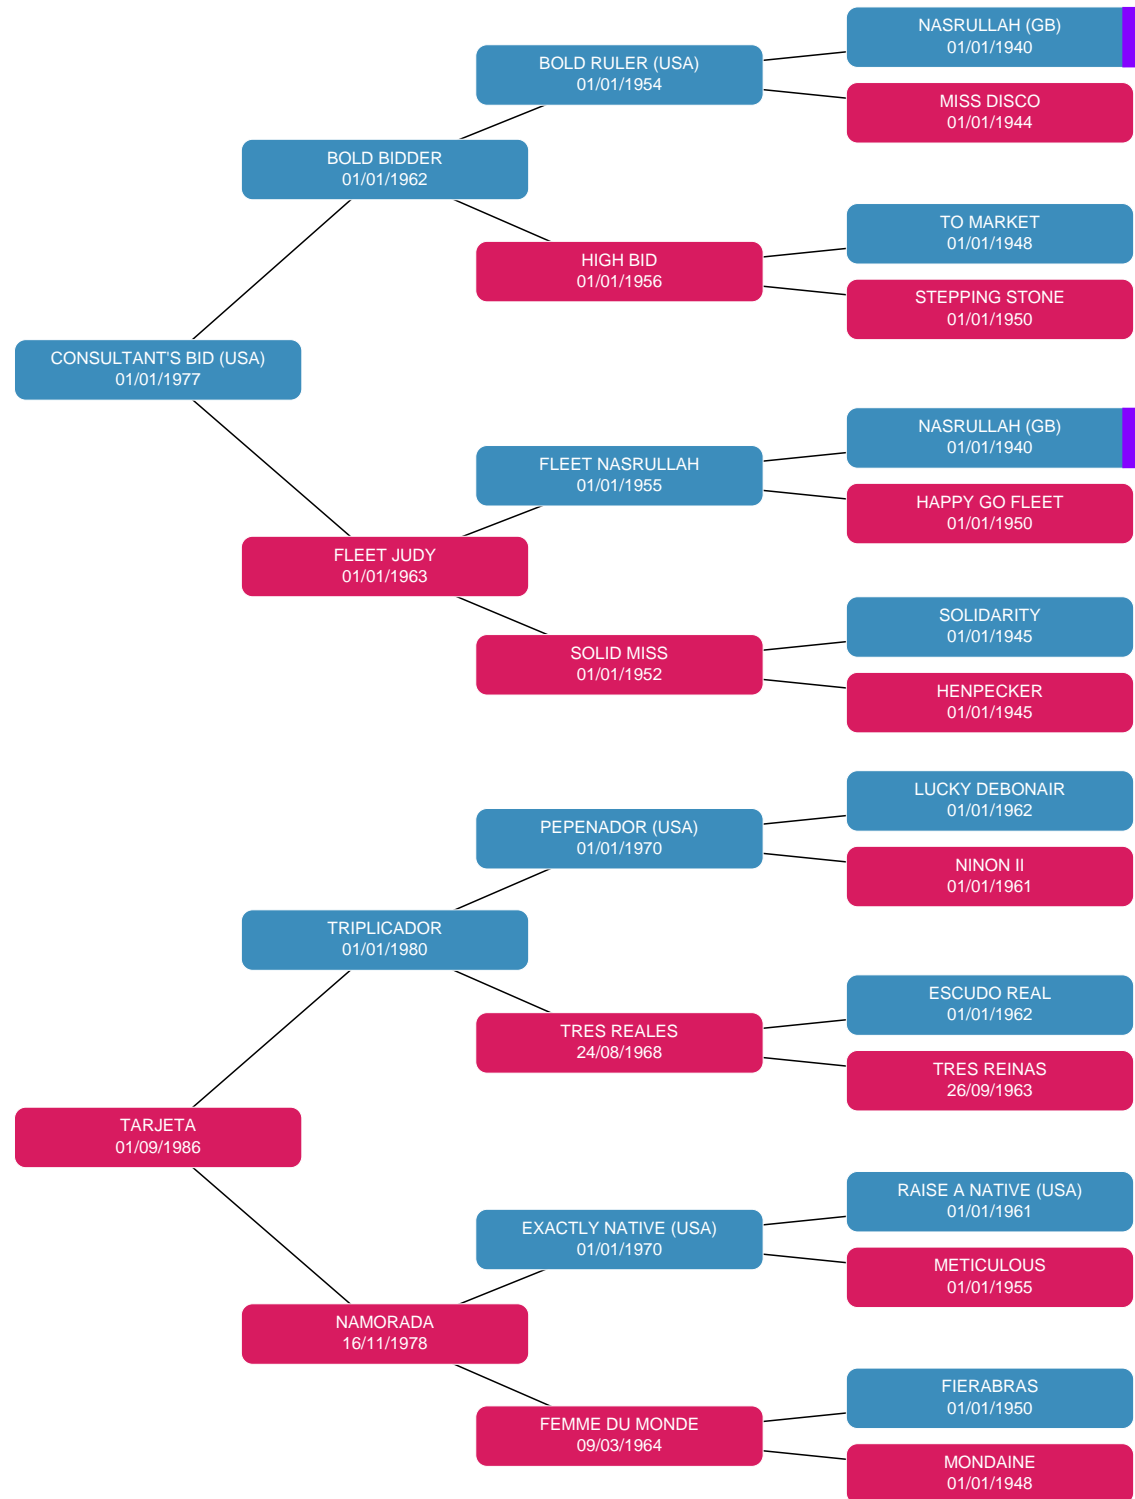 NASRULLAH (GB)
01/01/1940
BOLD RULER (USA)
01/01/1954
MISS DISCO
01/01/1944
BOLD BIDDER
01/01/1962
TO MARKET
01/01/1948
HIGH BID
01/01/1956
STEPPING STONE
01/01/1950
CONSULTANT'S BID (USA)
01/01/1977
NASRULLAH (GB)
01/01/1940
FLEET NASRULLAH
01/01/1955
HAPPY GO FLEET
01/01/1950
FLEET JUDY
01/01/1963
SOLIDARITY
01/01/1945
SOLID MISS
01/01/1952
HENPECKER
01/01/1945
LUCKY DEBONAIR
01/01/1962
PEPENADOR (USA)
01/01/1970
NINON II
01/01/1961
TRIPLICADOR
01/01/1980
ESCUDO REAL
01/01/1962
TRES REALES
24/08/1968
TRES REINAS
26/09/1963
TARJETA
01/09/1986
RAISE A NATIVE (USA)
01/01/1961
EXACTLY NATIVE (USA)
01/01/1970
METICULOUS
01/01/1955
NAMORADA
16/11/1978
FIERABRAS
01/01/1950
FEMME DU MONDE
09/03/1964
MONDAINE
01/01/1948